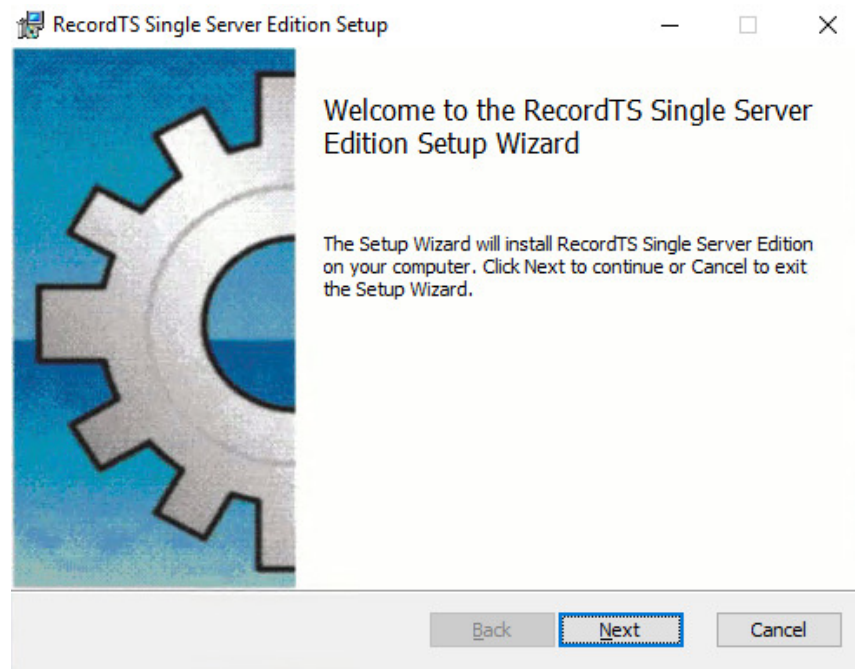 RecordTS Single Server Edition Setup
Welcome to the RecordTS Single Server
Edition Setup Wizard
The Setup Wizard will install RecordTS Single Server Edition
on your computer. Click Next to continue or Cancel to exit
the Setup Wizard.
Back
Next
Cancel